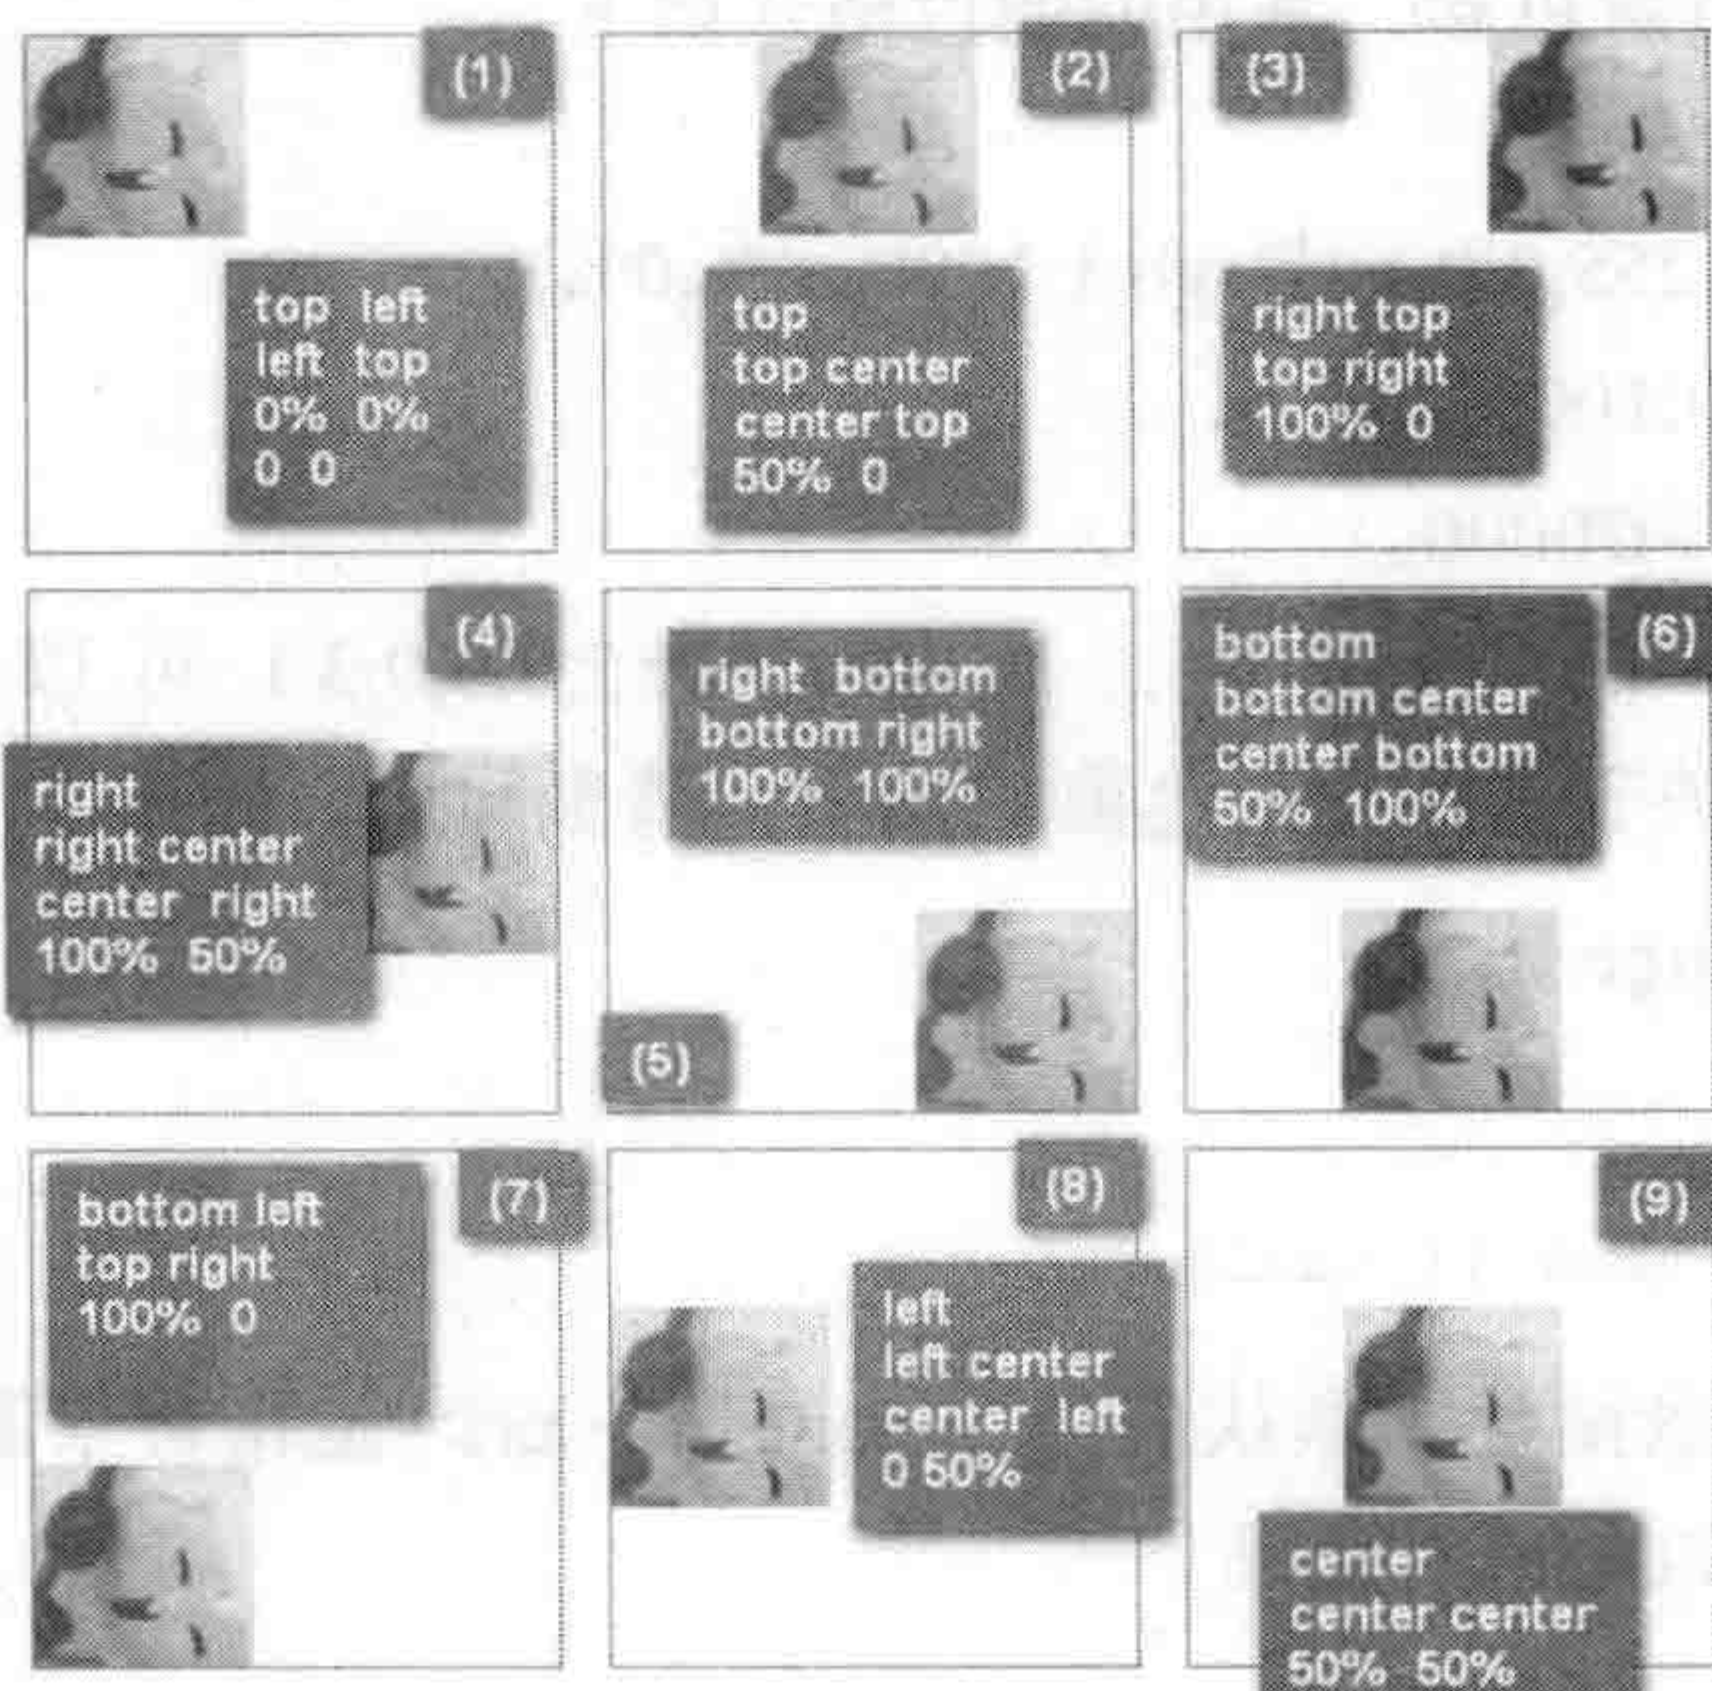 (1)
top left
left top
0% 0%
0 0
(2)
top
top center
center top
50% 0
(3)
right top
top right
100% 0
(4)
right
right center
center right
100% 50%
right bottom
bottom right
100% 100%
(5)
(6)
bottom
bottom center
center bottom
50% 100%
(7)
bottom left
top right
100% 0
(8)
left
left center
center left
0 50%
(9)
center
center center
50% 50%